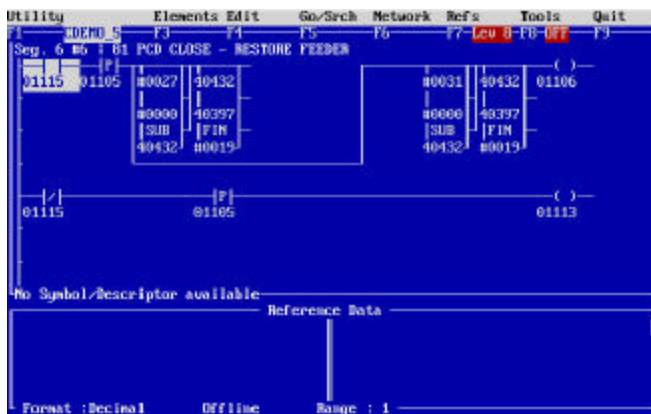 Utility Elements Edit Go/Srch Network Refs Tools Quit
F1 EDEMO_5 F3 F4 F5 F6 F7-Lev 8 F8-OFF F9
Seg. 6 #6 : 81 PCD CLOSE - RESTORE FEEDER
P
01115 01105 #0027 40432 #0031 40432 01106
#0000 40397 #0000 40397
SUB FIN SUB FIN
40432 #0019 40432 #0019
P
01115 01105 01113
No Symbol/Descriptor available
Reference Data
Format :Decimal Offline Range : 1